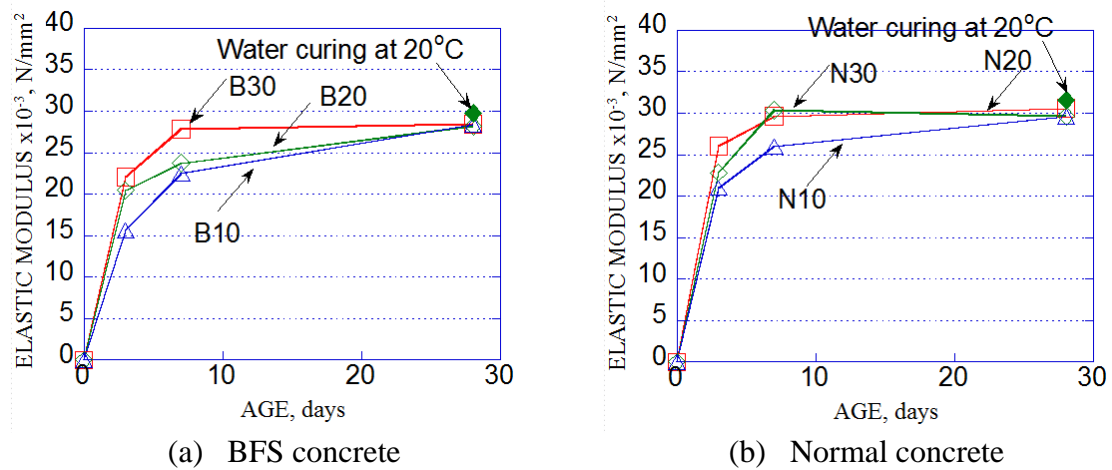 ELASTIC MODULUS x10⁻³, N/mm²
40
35
30
25
20
15
10
5
0
Water curing at 20°C
B30
B20
B10
0
10
20
30
AGE, days
(a) BFS concrete
ELASTIC MODULUS x10⁻³, N/mm²
40
35
30
25
20
15
10
5
0
Water curing at 20°C
N30
N20
N10
0
10
20
30
AGE, days
(b) Normal concrete